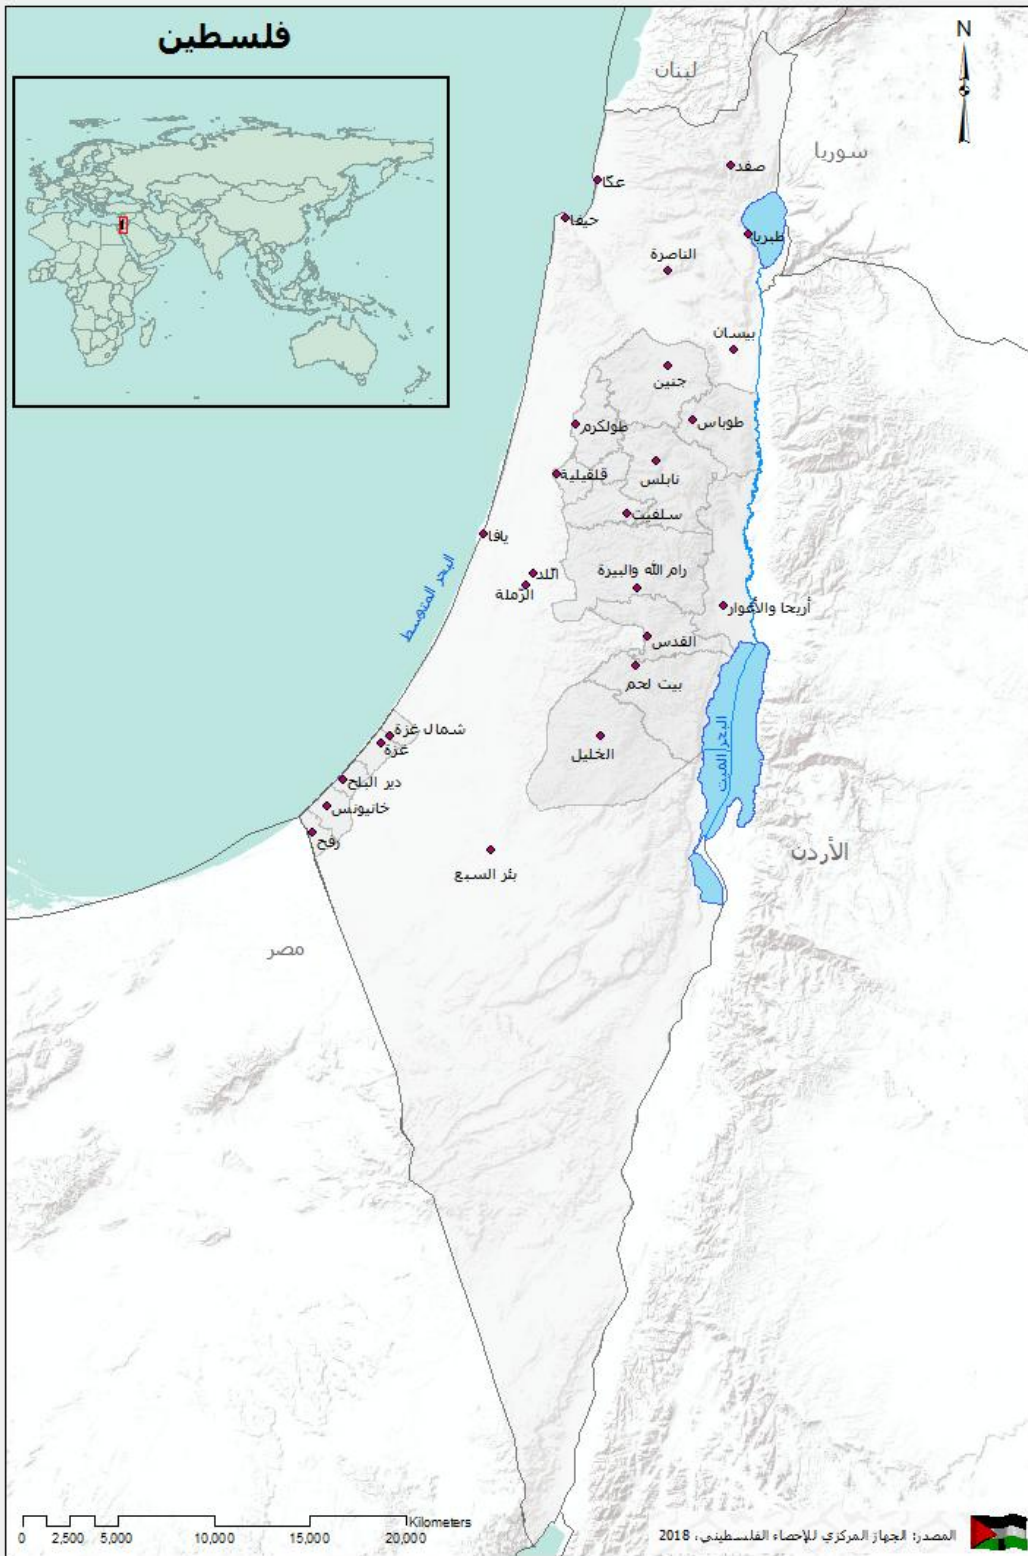 فلسطين
N
لبنان
سوريا
صفد
عكا
حيفا
طبريا
الناصرة
بيسان
جنين
طوباس
طولكرم
نابلس
قلقيلية
سلفيت
يافا
البحر المتوسط
اللد
الرملة
رام الله والبيرة
أريحا والأغوار
القدس
بيت لحم
شمال غزة
غزة
الخليل
البحر الميت
دير البلح
خانيونس
رفح
بئر السبع
الأردن
مصر
Kilometers
0 2,500 5,000 10,000 15,000 20,000
المصدر: الجهاز المركزي للإحصاء الفلسطيني، 2018